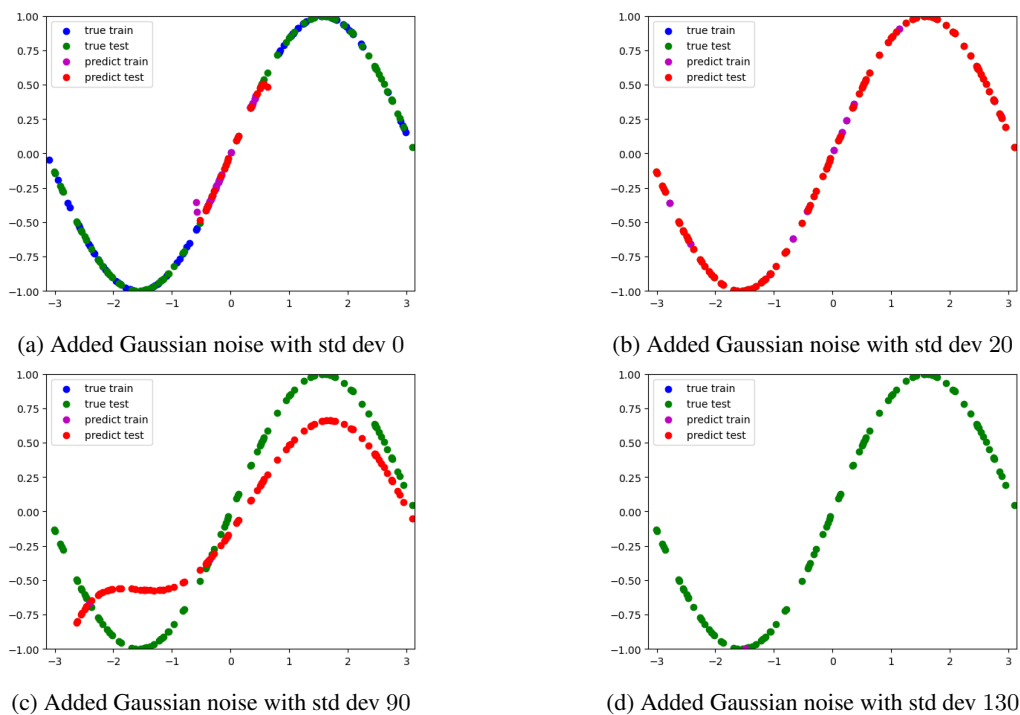 1.00
0.75
0.50
0.25
0.00
−0.25
−0.50
−0.75
−1.00
−3 −2 −1 0 1 2 3
true train
true test
predict train
predict test
(a) Added Gaussian noise with std dev 0
1.00
0.75
0.50
0.25
0.00
−0.25
−0.50
−0.75
−1.00
−3 −2 −1 0 1 2 3
true train
true test
predict train
predict test
(b) Added Gaussian noise with std dev 20
1.00
0.75
0.50
0.25
0.00
−0.25
−0.50
−0.75
−1.00
−3 −2 −1 0 1 2 3
true train
true test
predict train
predict test
(c) Added Gaussian noise with std dev 90
1.00
0.75
0.50
0.25
0.00
−0.25
−0.50
−0.75
−1.00
−3 −2 −1 0 1 2 3
true train
true test
predict train
predict test
(d) Added Gaussian noise with std dev 130